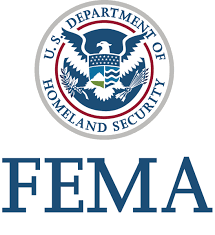 U.S. DEPARTMENT OF
HOMELAND SECURITY
FEMA